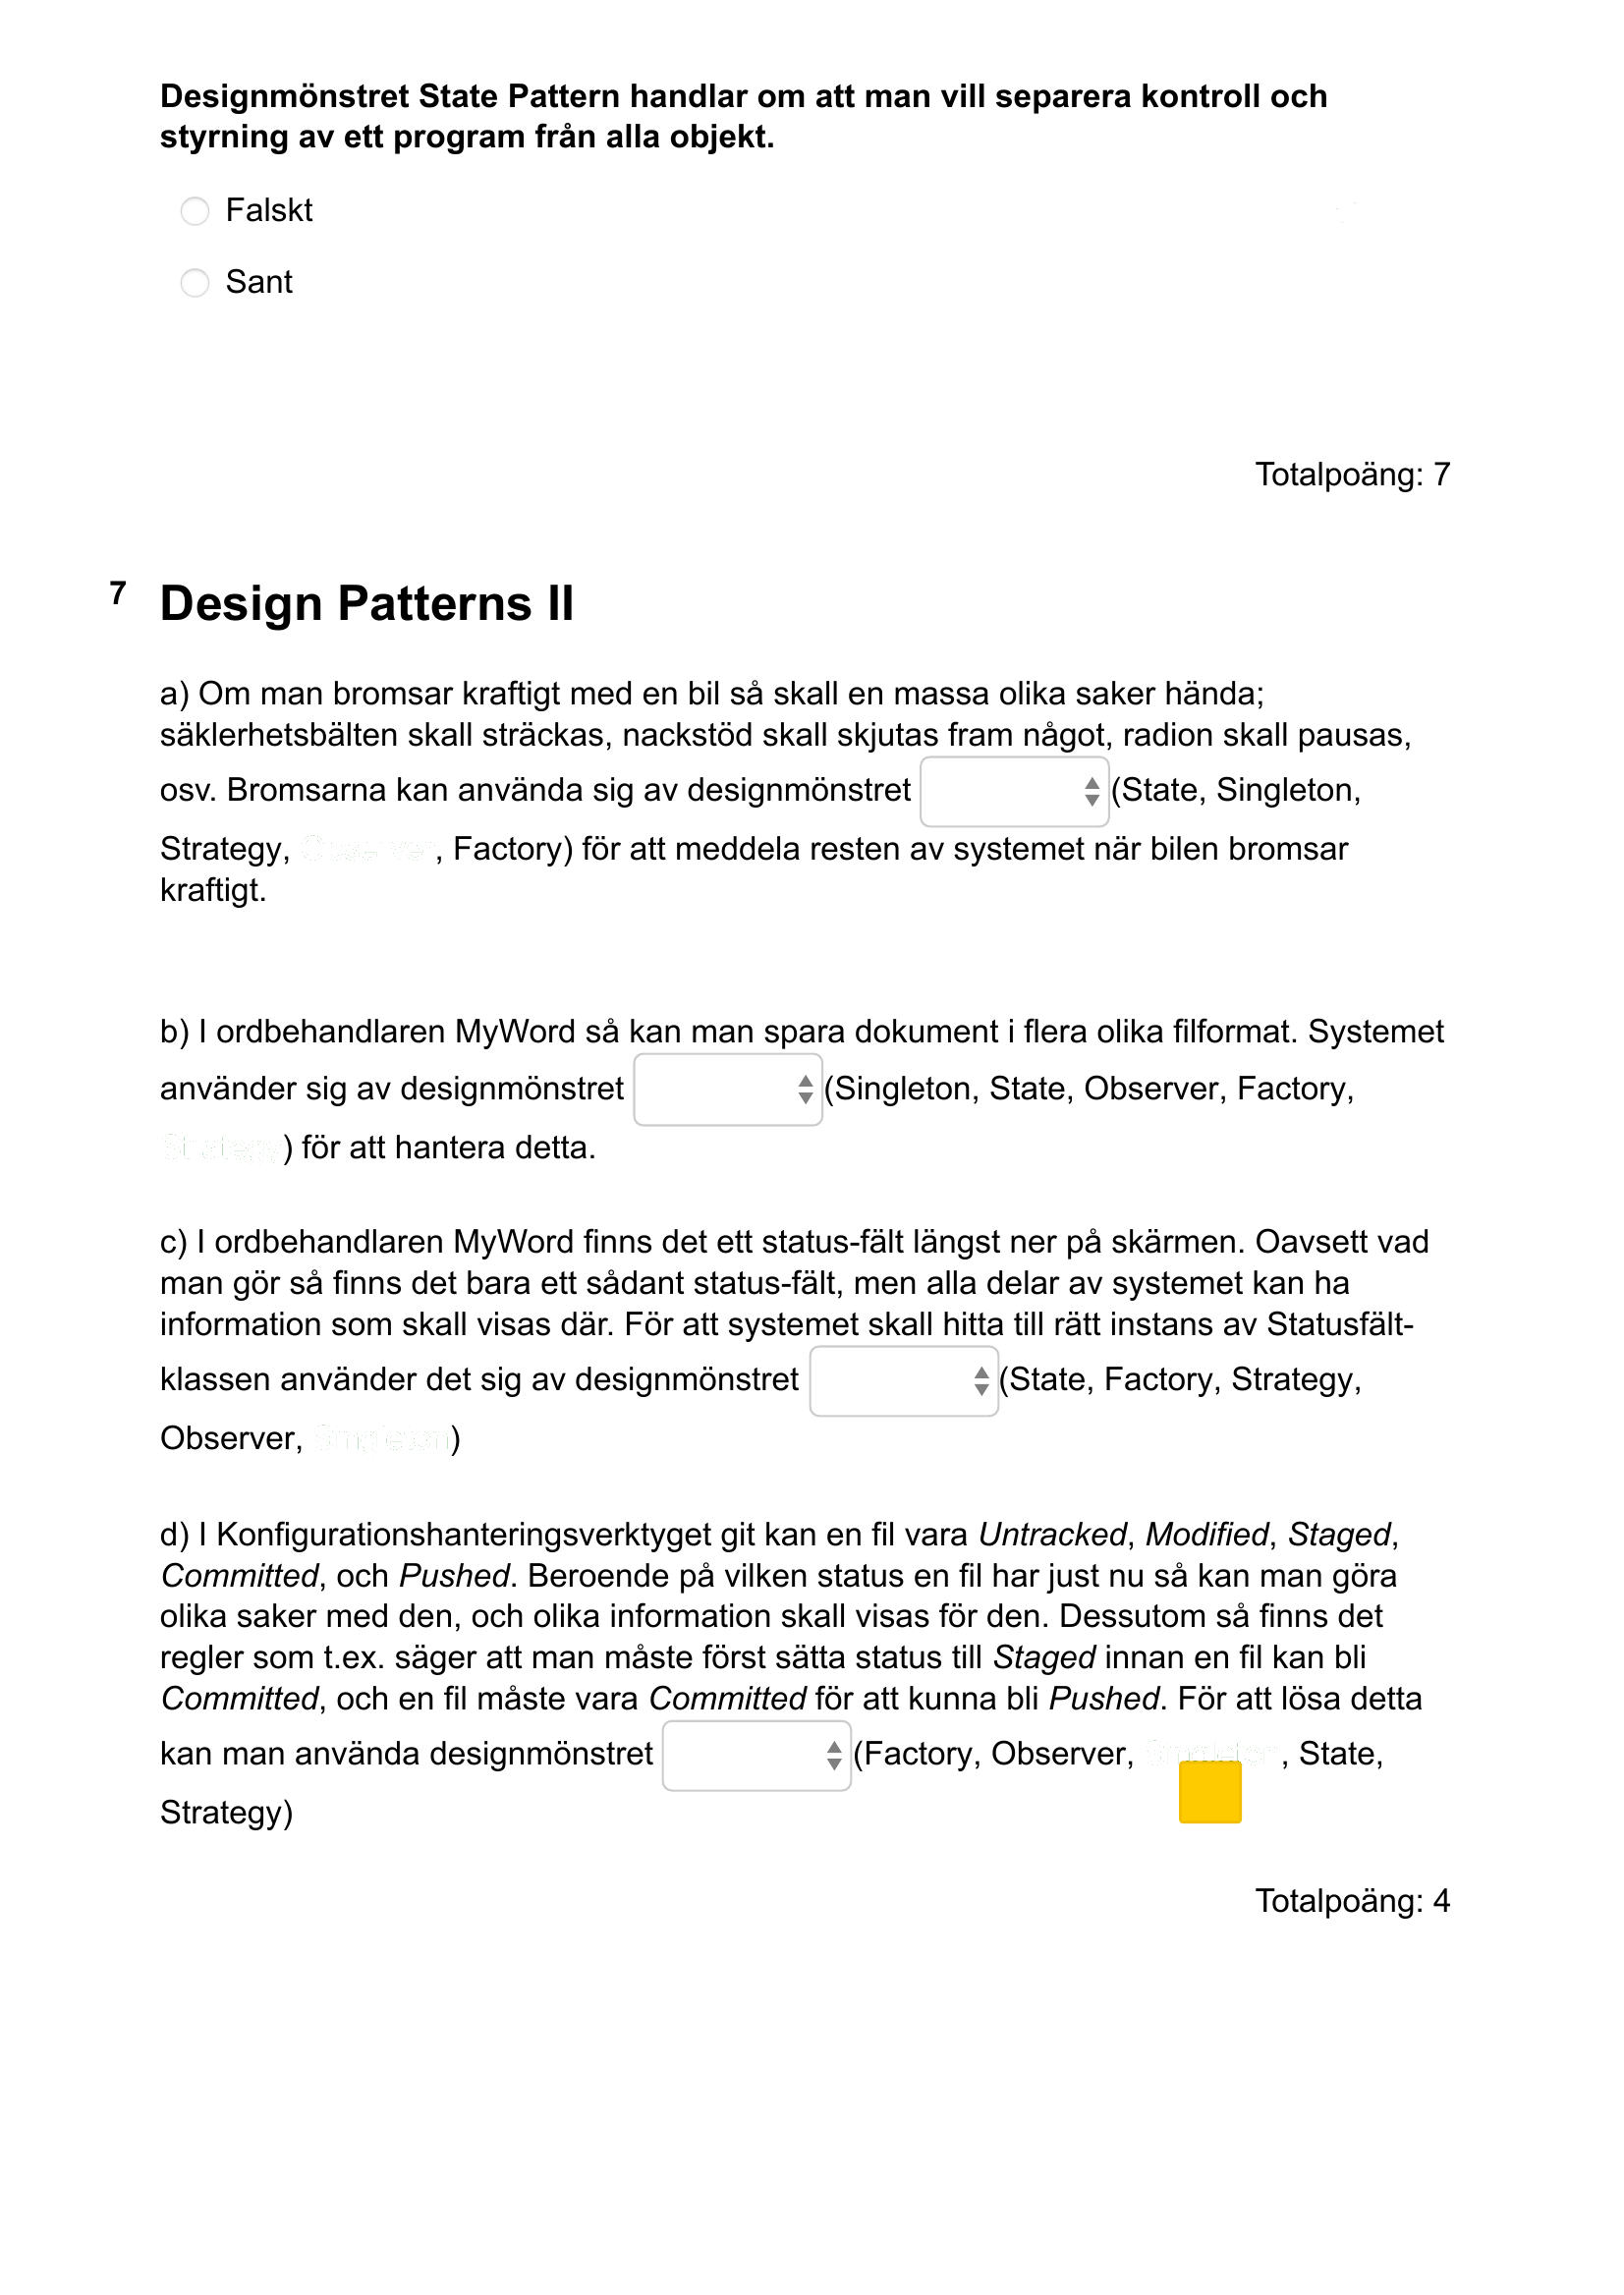 Designmönstret State Pattern handlar om att man vill separera kontroll och
styrning av ett program från alla objekt.
Falskt
Sant
Totalpoäng: 7
7 Design Patterns II
a) Om man bromsar kraftigt med en bil så skall en massa olika saker hända;
säklerhetsbälten skall sträckas, nackstöd skall skjutas fram något, radion skall pausas,
osv. Bromsarna kan använda sig av designmönstret (State, Singleton,
Strategy, Observer, Factory) för att meddela resten av systemet när bilen bromsar
kraftigt.
b) I ordbehandlaren MyWord så kan man spara dokument i flera olika filformat. Systemet
använder sig av designmönstret (Singleton, State, Observer, Factory,
Strategy) för att hantera detta.
c) I ordbehandlaren MyWord finns det ett status-fält längst ner på skärmen. Oavsett vad
man gör så finns det bara ett sådant status-fält, men alla delar av systemet kan ha
information som skall visas där. För att systemet skall hitta till rätt instans av Statusfält-
klassen använder det sig av designmönstret (State, Factory, Strategy,
Observer, Singleton)
d) I Konfigurationshanteringsverktyget git kan en fil vara Untracked, Modified, Staged,
Committed, och Pushed. Beroende på vilken status en fil har just nu så kan man göra
olika saker med den, och olika information skall visas för den. Dessutom så finns det
regler som t.ex. säger att man måste först sätta status till Staged innan en fil kan bli
Committed, och en fil måste vara Committed för att kunna bli Pushed. För att lösa detta
kan man använda designmönstret (Factory, Observer, Singleton, State,
Strategy)
Totalpoäng: 4